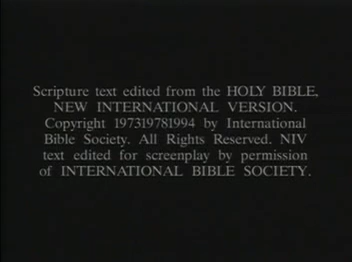 Scripture text edited from the HOLY BIBLE,
NEW INTERNATIONAL VERSION.
Copyright 197319781994 by International
Bible Society. All Rights Reserved. NIV
text edited for screenplay by permission
of INTERNATIONAL BIBLE SOCIETY.